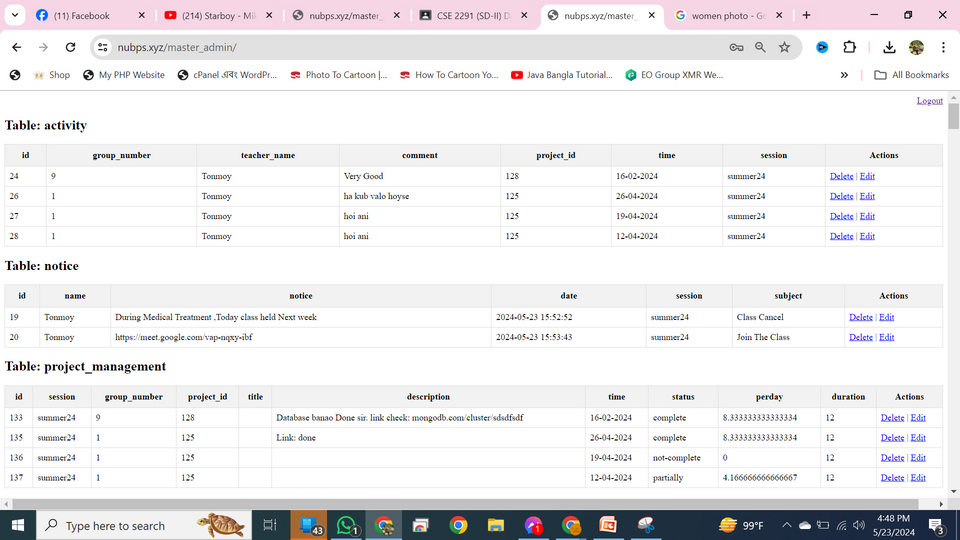 (11) Facebook
(214) Starboy - Mi
nubps.xyz/master_
CSE 2291 (SD-II) D
nubps.xyz/master_
women photo - Go
nubps.xyz/master_admin/
Shop
My PHP Website
cPanel এবং WordPr...
Photo To Cartoon |...
How To Cartoon Yo...
Java Bangla Tutorial...
EO Group XMR We...
All Bookmarks
Logout
Table: activity
id group_number teacher_name comment project_id time session Actions
24 9 Tonmoy Very Good 128 16-02-2024 summer24 Delete | Edit
26 1 Tonmoy ha kub valo hoyse 125 26-04-2024 summer24 Delete | Edit
27 1 Tonmoy hoi ani 125 19-04-2024 summer24 Delete | Edit
28 1 Tonmoy hoi ani 125 12-04-2024 summer24 Delete | Edit
Table: notice
id name notice date session subject Actions
19 Tonmoy During Medical Treatment ,Today class held Next week 2024-05-23 15:52:52 summer24 Class Cancel Delete | Edit
20 Tonmoy https://meet.google.com/vap-nqxy-ibf 2024-05-23 15:53:43 summer24 Join The Class Delete | Edit
Table: project_management
id session group_number project_id title description time status perday duration Actions
133 summer24 9 128 Database banao Done sir. link check: mongodb.com/cluster/sdsdfsdf 16-02-2024 complete 8.333333333333334 12 Delete | Edit
135 summer24 1 125 Link: done 26-04-2024 complete 8.333333333333334 12 Delete | Edit
136 summer24 1 125 19-04-2024 not-complete 0 12 Delete | Edit
137 summer24 1 125 12-04-2024 partially 4.166666666666667 12 Delete | Edit
Type here to search
43
1
1
99°F
4:48 PM
5/23/2024
3